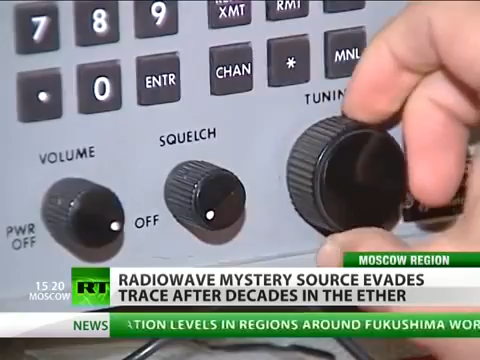 XMT
RMT
7
8
9
.
0
ENTR
CHAN
*
MNL
TUNIN
SQUELCH
VOLUME
PWR
OFF
OFF
MOSCOW REGION
15:20
MOSCOW
RT
RADIOWAVE MYSTERY SOURCE EVADES
TRACE AFTER DECADES IN THE ETHER
NEWS
ATION LEVELS IN REGIONS AROUND FUKUSHIMA WOR